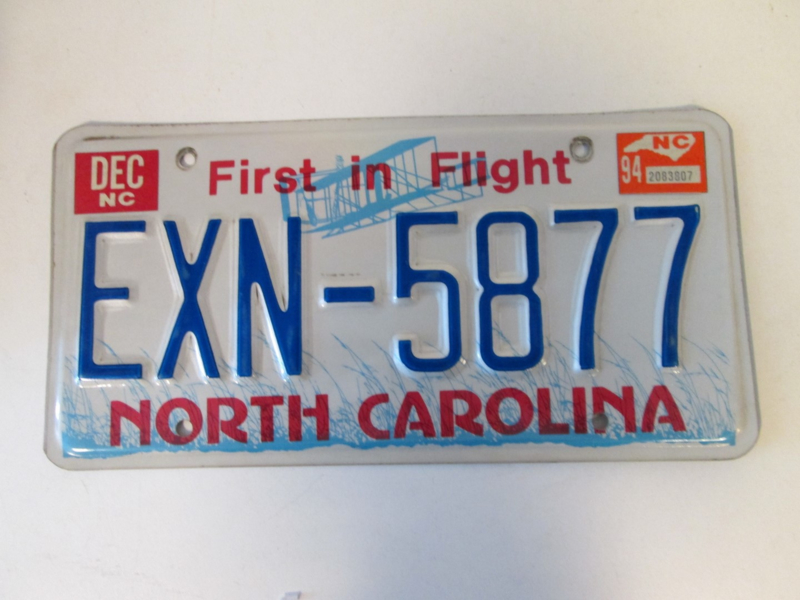 DEC
NC
First in Flight
NC
94 2083807
EXN-5877
NORTH CAROLINA